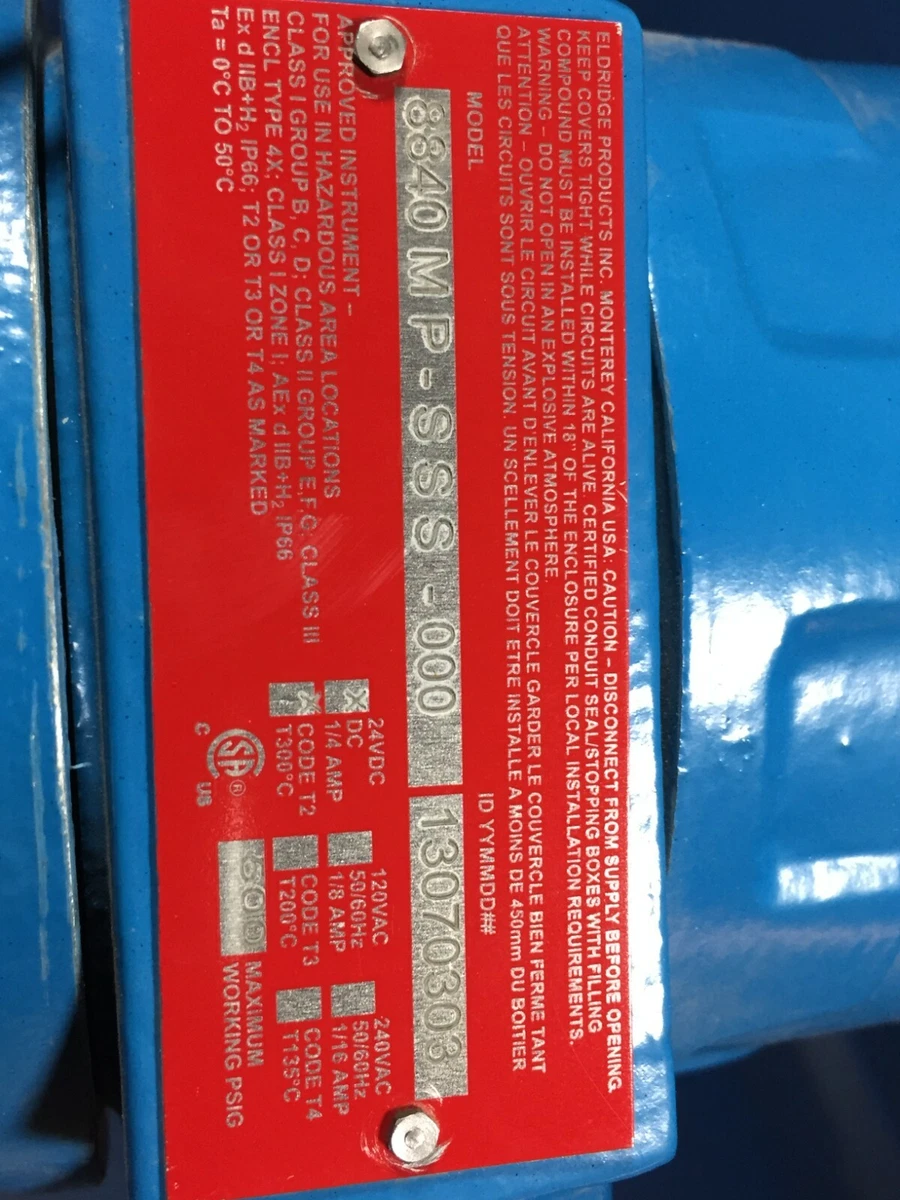 ELDRIDGE PRODUCTS INC. MONTEREY CALIFORNIA USA: CAUTION – DISCONNECT FROM SUPPLY BEFORE OPENING.
KEEP COVERS TIGHT WHILE CIRCUITS ARE ALIVE. CERTIFIED CONDUIT SEAL/STOPPING BOXES WITH FILLING
COMPOUND MUST BE INSTALLED WITHIN 18" OF THE ENCLOSURE PER LOCAL INSTALLATION REQUIREMENTS.
WARNING – DO NOT OPEN IN AN EXPLOSIVE ATMOSPHERE.
ATTENTION – OUVRIR LE CIRCUIT AVANT D'ENLEVER LE COUVERCLE GARDER LE COUVERCLE BIEN FERME TANT
QUE LES CIRCUITS SONT SOUS TENSION. UN SCELLEMENT DOIT ETRE INSTALLE A MOINS DE 450mm DU BOITIER
MODEL
ID YYMMDD##
8840MP-SSS-000
13070303
APPROVED INSTRUMENT –
FOR USE IN HAZARDOUS AREA LOCATIONS
CLASS I GROUP B, C, D; CLASS II GROUP E,F,G; CLASS III
ENCL TYPE 4X; CLASS I ZONE I; AEx d IIB+H2 IP66
Ex d IIB+H2 IP66; T2 OR T3 OR T4 AS MARKED
Ta = 0°C TO 50°C
X
24VDC
DC
1/4 AMP
120VAC
50/60Hz
1/8 AMP
240VAC
50/60Hz
1/16 AMP
X
CODE T2
T300°C
CODE T3
T200°C
CODE T4
T135°C
C
SA
®
US
MAXIMUM
WORKING PSIG